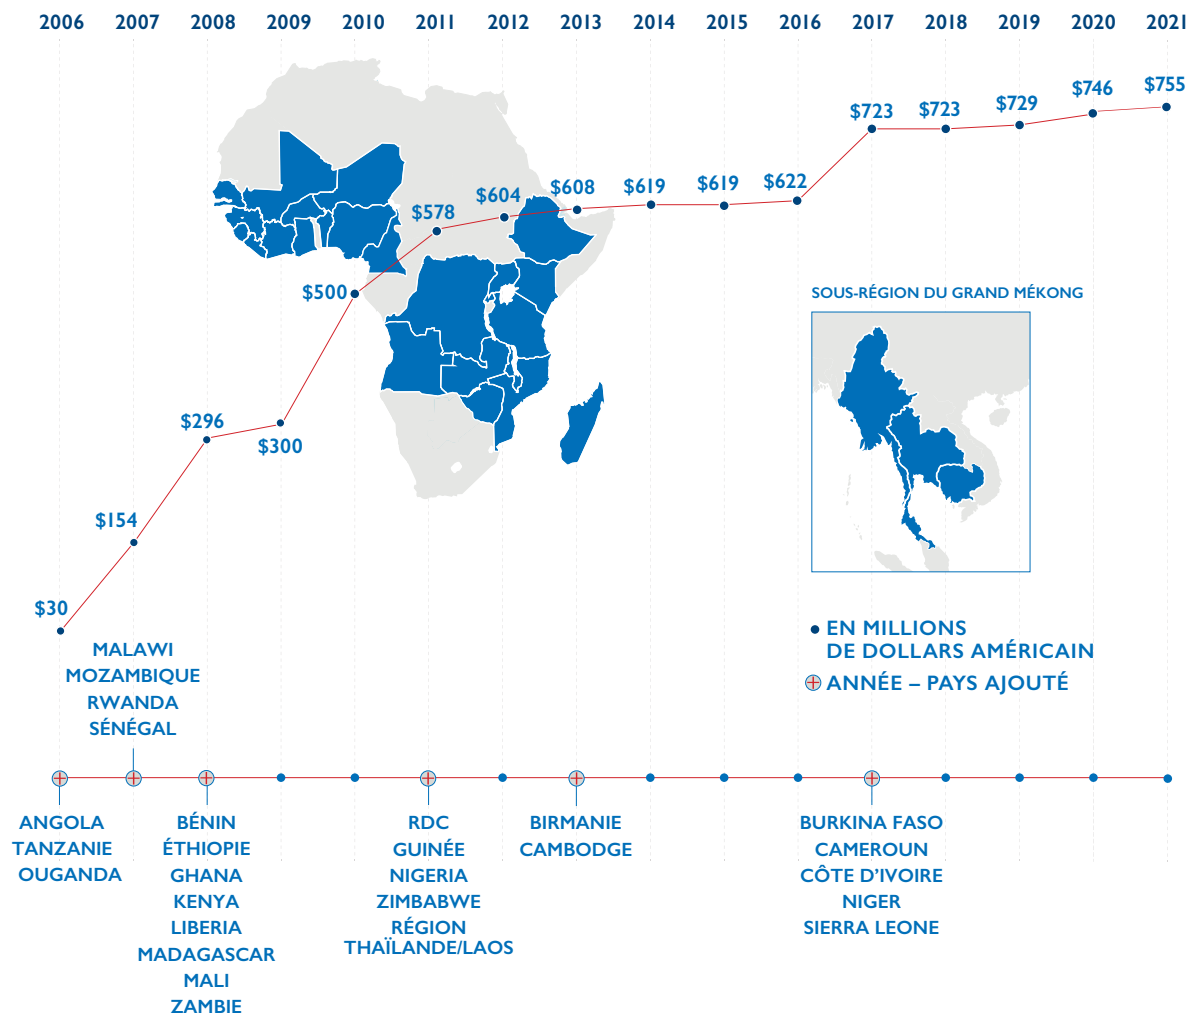 2006 2007 2008 2009 2010 2011 2012 2013 2014 2015 2016 2017 2018 2019 2020 2021
$30
$154
$296
$300
$500
$578
$604
$608
$619
$619
$622
$723
$723
$729
$746
$755
SOUS-RÉGION DU GRAND MÉKONG
EN MILLIONS
DE DOLLARS AMÉRICAIN
ANNÉE – PAYS AJOUTÉ
MALAWI
MOZAMBIQUE
RWANDA
SÉNÉGAL
ANGOLA
TANZANIE
OUGANDA
BÉNIN
ÉTHIOPIE
GHANA
KENYA
LIBERIA
MADAGASCAR
MALI
ZAMBIE
RDC
GUINÉE
NIGERIA
ZIMBABWE
RÉGION
THAÏLANDE/LAOS
BIRMANIE
CAMBODGE
BURKINA FASO
CAMEROUN
CÔTE D’IVOIRE
NIGER
SIERRA LEONE